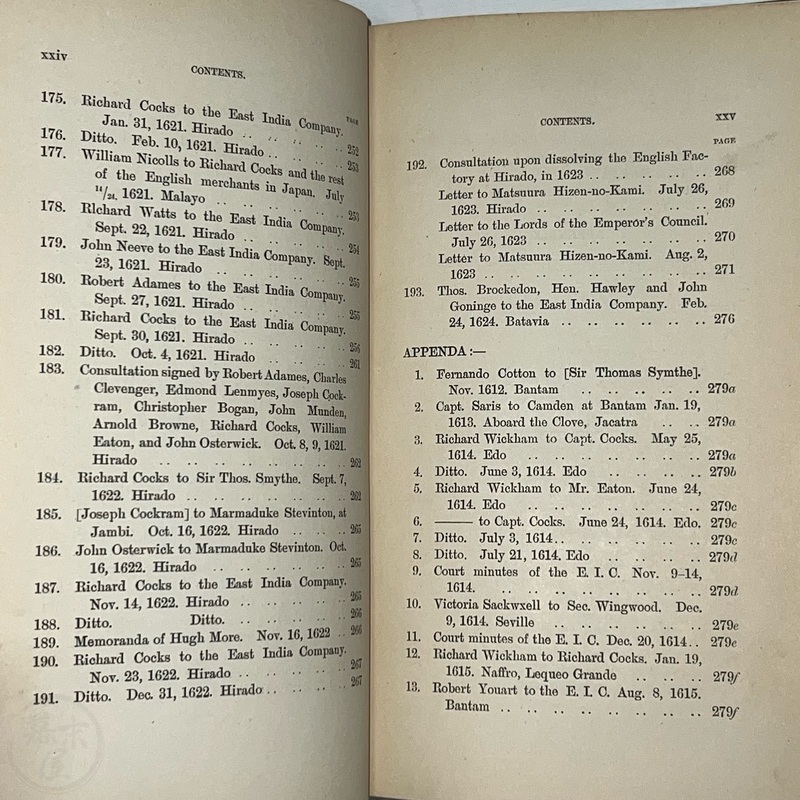 xxiv
CONTENTS.
PAGE
175. Richard Cocks to the East India Company.
Jan. 31, 1621. Hirado .. .. .. .. .. 252
176. Ditto. Feb. 10, 1621. Hirado .. .. .. .. 253
177. William Nicolls to Richard Cocks and the rest
of the English merchants in Japan. July
14/24, 1621. Malayo .. .. .. .. .. 253
178. Richard Watts to the East India Company.
Sept. 22, 1621. Hirado .. .. .. .. 254
179. John Neeve to the East India Company. Sept.
23, 1621. Hirado .. .. .. .. .. 255
180. Robert Adames to the East India Company.
Sept. 27, 1621. Hirado .. .. .. .. 255
181. Richard Cocks to the East India Company.
Sept. 30, 1621. Hirado .. .. .. .. 256
182. Ditto. Oct. 4, 1621. Hirado .. .. .. .. 261
183. Consultation signed by Robert Adames, Charles
Clevenger, Edmond Lenmyes, Joseph Cock-
ram, Christopher Bogan, John Munden,
Arnold Browne, Richard Cocks, William
Eaton, and John Osterwick. Oct. 8, 9, 1621.
Hirado .. .. .. .. .. .. .. 262
184. Richard Cocks to Sir Thos. Smythe. Sept. 7,
1622. Hirado .. .. .. .. .. .. 262
185. [Joseph Cockram] to Marmaduke Stevinton, at
Jambi. Oct. 16, 1622. Hirado .. .. .. 265
186. John Osterwick to Marmaduke Stevinton. Oct.
16, 1622. Hirado .. .. .. .. .. 265
187. Richard Cocks to the East India Company.
Nov. 14, 1622. Hirado .. .. .. .. .. 265
188. Ditto. Ditto. .. .. .. .. 266
189. Memoranda of Hugh More. Nov. 16, 1622 .. 266
190. Richard Cocks to the East India Company.
Nov. 23, 1622. Hirado .. .. .. .. .. 267
191. Ditto. Dec. 31, 1622. Hirado .. .. .. .. 267
CONTENTS. xxv
PAGE
192. Consultation upon dissolving the English Fac-
tory at Hirado, in 1623 .. .. .. .. .. 268
Letter to Matsuura Hizen-no-Kami. July 26,
1623. Hirado .. .. .. .. .. .. .. 269
Letter to the Lords of the Emperor's Council.
July 26, 1623 .. .. .. .. .. .. .. 270
Letter to Matsuura Hizen-no-Kami. Aug. 2,
1623 .. .. .. .. .. .. .. .. .. 271
193. Thos. Brockedon, Hen. Hawley and John
Goninge to the East India Company. Feb.
24, 1624. Batavia .. .. .. .. .. .. 276
APPENDA :—
1. Fernando Cotton to [Sir Thomas Symthe].
Nov. 1612. Bantam .. .. .. .. .. 279a
2. Capt. Saris to Camden at Bantam Jan. 19,
1613. Aboard the Clove, Jacatra .. .. 279a
3. Richard Wickham to Capt. Cocks. May 25,
1614. Edo .. .. .. .. .. .. .. 279a
4. Ditto. June 3, 1614. Edo .. .. .. .. 279b
5. Richard Wickham to Mr. Eaton. June 24,
1614. Edo .. .. .. .. .. .. .. 279c
6. —— to Capt. Cocks. June 24, 1614. Edo. 279c
7. Ditto. July 3, 1614.. .. .. .. .. .. 279c
8. Ditto. July 21, 1614. Edo .. .. .. .. 279d
9. Court minutes of the E. I. C. Nov. 9–14,
1614. .. .. .. .. .. .. .. .. 279d
10. Victoria Sackwxell to Sec. Wingwood. Dec.
9, 1614. Seville .. .. .. .. .. .. 279e
11. Court minutes of the E. I. C. Dec. 20, 1614.. 279e
12. Richard Wickham to Richard Cocks. Jan. 19,
1615. Naffro, Lequeo Grande .. .. .. 279f
13. Robert Youart to the E. I. C. Aug. 8, 1615.
Bantam .. .. .. .. .. .. .. .. 279f